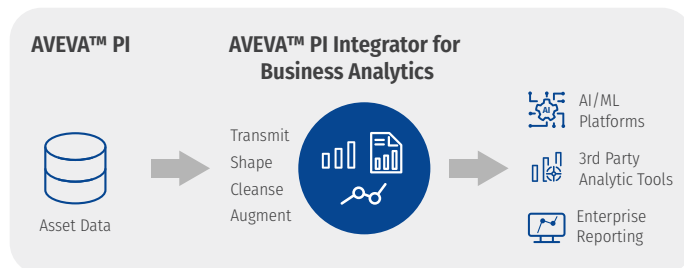 AVEVA™ PI
AVEVA™ PI Integrator for
Business Analytics
Asset Data
Transmit
Shape
Cleanse
Augment
AI
AI/ML
Platforms
3rd Party
Analytic Tools
Enterprise
Reporting